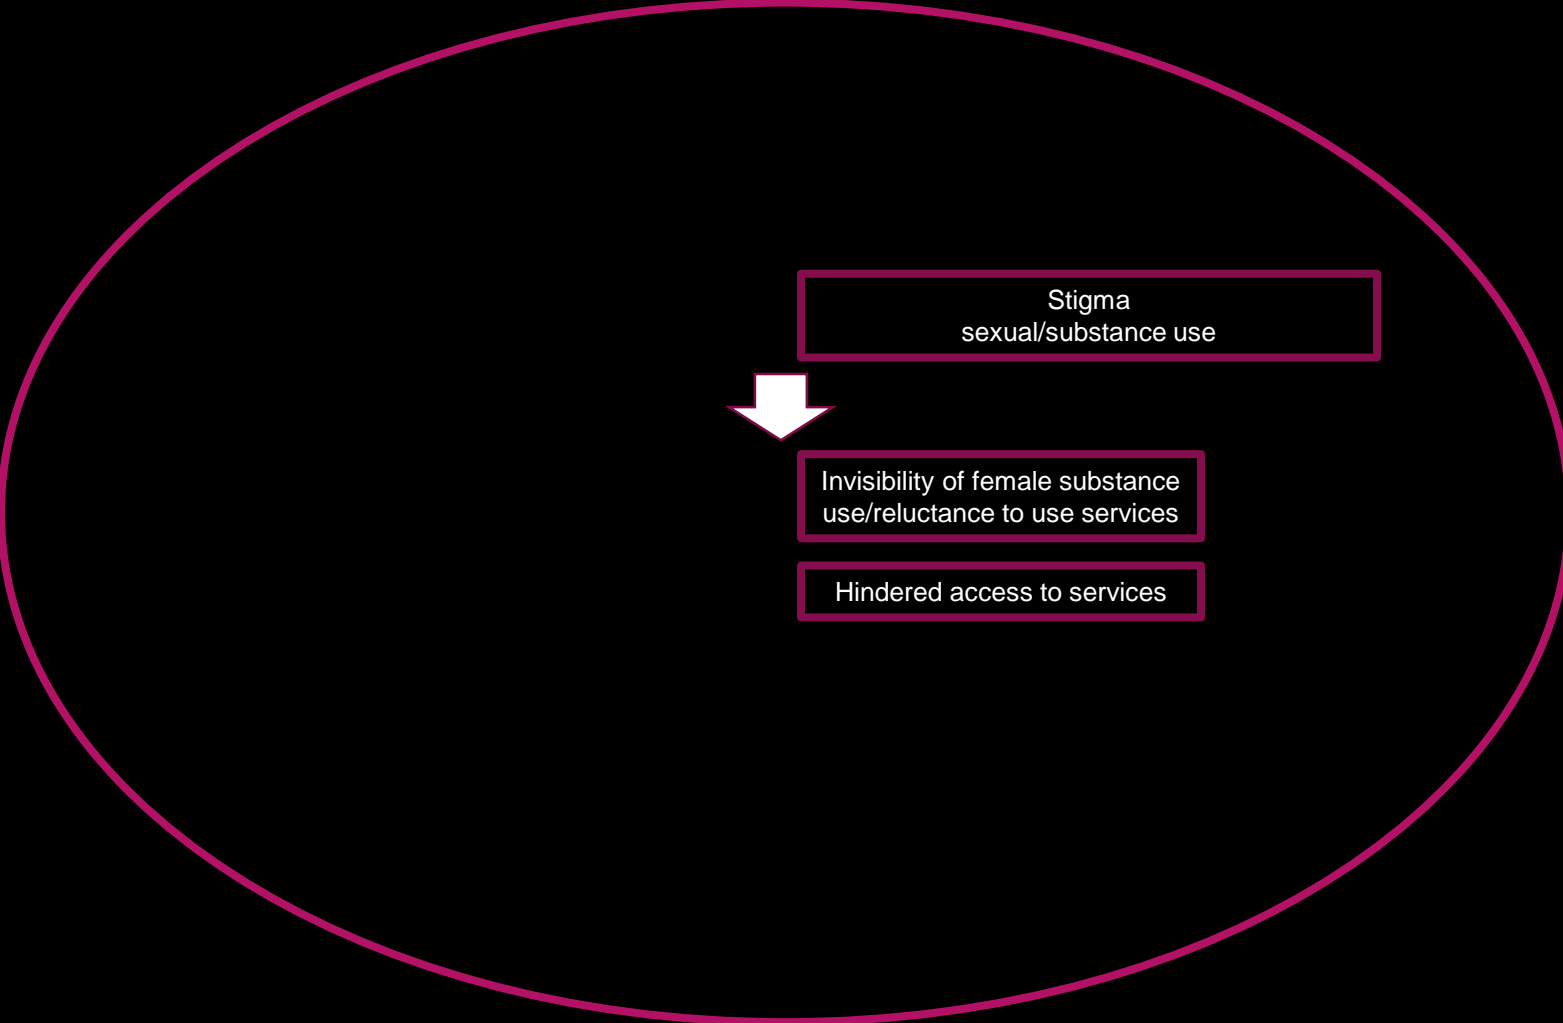 Stigma
sexual/substance use
Invisibility of female substance
use/reluctance to use services
Hindered access to services